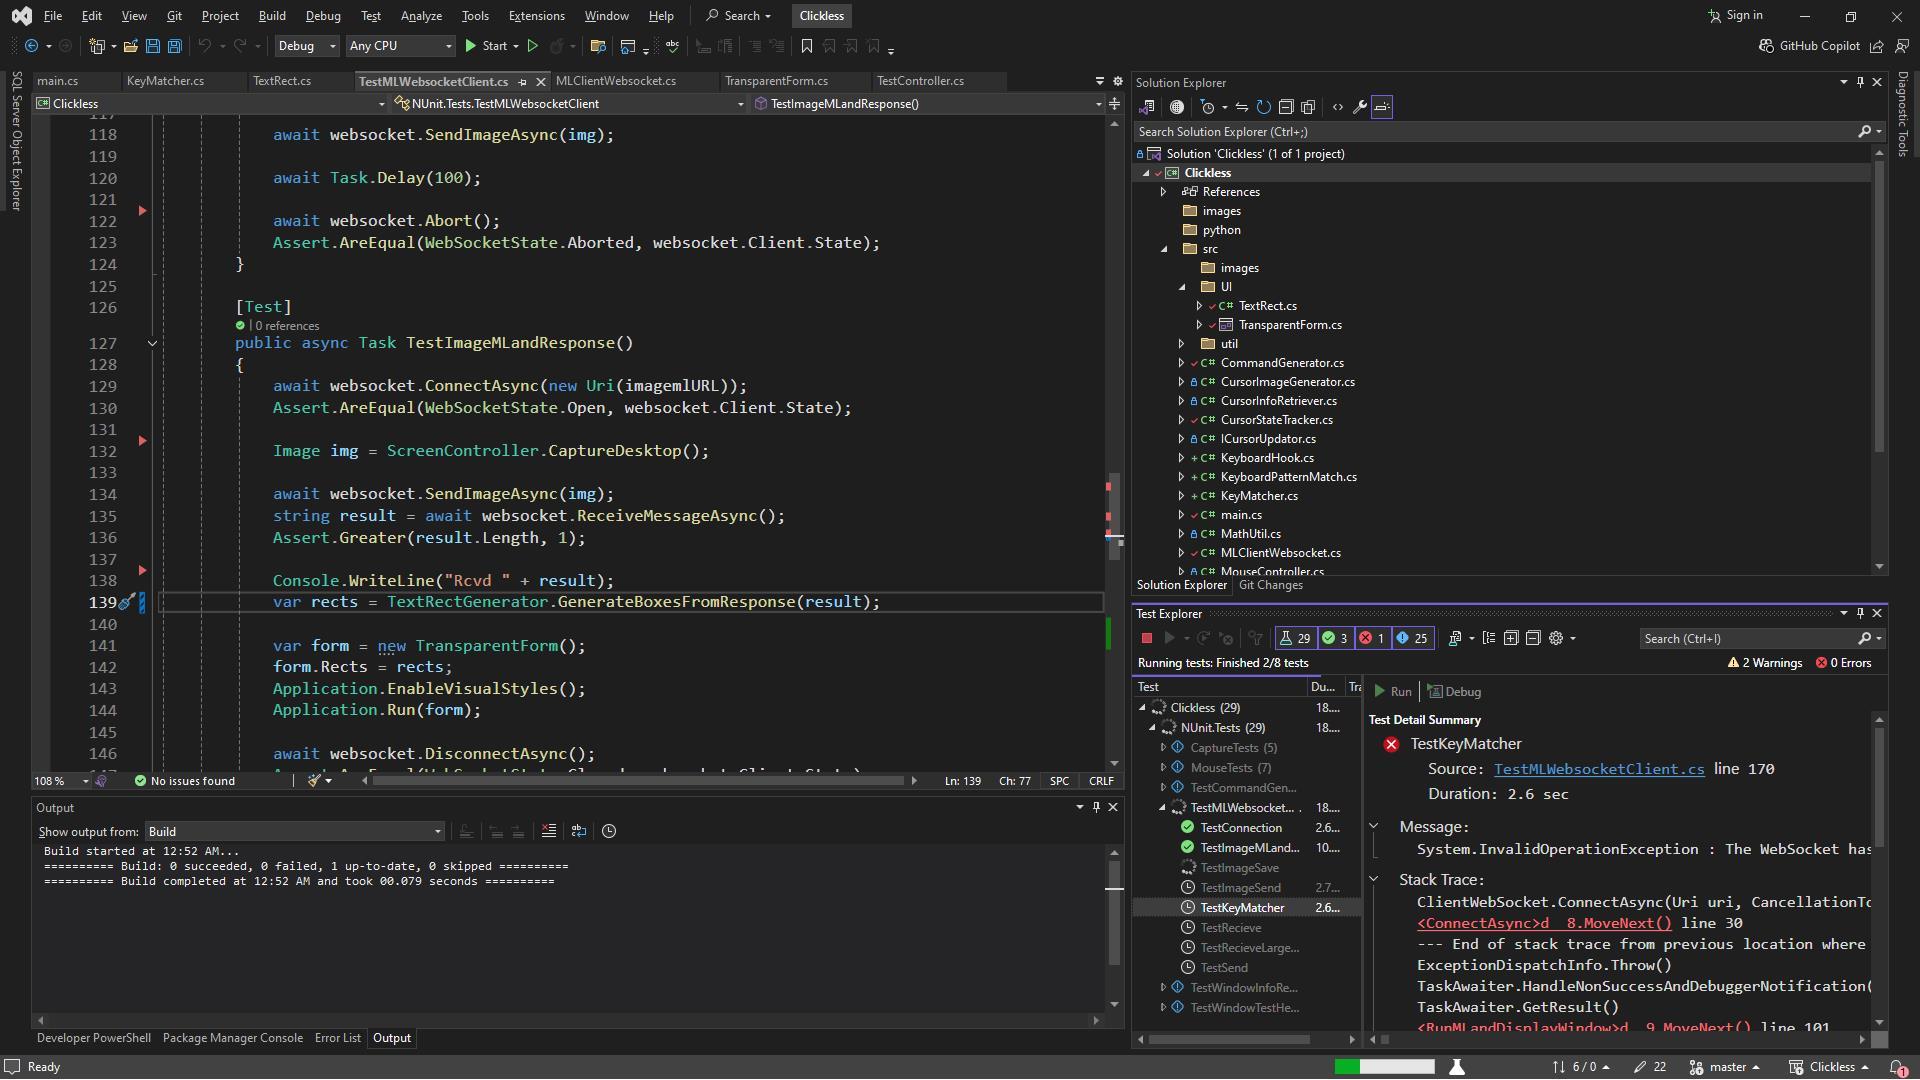 File Edit View Git Project Build Debug Test Analyze Tools Extensions Window Help Search Clickless Sign in
Debug Any CPU Start GitHub Copilot
SQL Server Object Explorer
Diagnostic Tools
main.cs KeyMatcher.cs TextRect.cs TestMLWebsocketClient.cs MLClientWebsocket.cs TransparentForm.cs TestController.cs
Clickless NUnit.Tests.TestMLWebsocketClient TestImageMLandResponse()
117
118 await websocket.SendImageAsync(img);
119
120 await Task.Delay(100);
121
122 await websocket.Abort();
123 Assert.AreEqual(WebSocketState.Aborted, websocket.Client.State);
124 }
125
126 [Test]
0 references
127 public async Task TestImageMLandResponse()
128 {
129 await websocket.ConnectAsync(new Uri(imagemlURL));
130 Assert.AreEqual(WebSocketState.Open, websocket.Client.State);
131
132 Image img = ScreenController.CaptureDesktop();
133
134 await websocket.SendImageAsync(img);
135 string result = await websocket.ReceiveMessageAsync();
136 Assert.Greater(result.Length, 1);
137
138 Console.WriteLine("Rcvd " + result);
139 var rects = TextRectGenerator.GenerateBoxesFromResponse(result);
140
141 var form = new TransparentForm();
142 form.Rects = rects;
143 Application.EnableVisualStyles();
144 Application.Run(form);
145
146 await websocket.DisconnectAsync();
108 % No issues found Ln: 139 Ch: 77 SPC CRLF
Output
Show output from: Build
Build started at 12:52 AM...
========== Build: 0 succeeded, 0 failed, 1 up-to-date, 0 skipped ==========
========== Build completed at 12:52 AM and took 00.079 seconds ==========
Developer PowerShell Package Manager Console Error List Output
Solution Explorer
Search Solution Explorer (Ctrl+;)
Solution 'Clickless' (1 of 1 project)
C# Clickless
References
images
python
src
images
UI
C# TextRect.cs
TransparentForm.cs
util
C# CommandGenerator.cs
C# CursorImageGenerator.cs
C# CursorInfoRetriever.cs
C# CursorStateTracker.cs
C# ICursorUpdator.cs
+ C# KeyboardHook.cs
+ C# KeyboardPatternMatch.cs
+ C# KeyMatcher.cs
C# main.cs
C# MathUtil.cs
C# MLClientWebsocket.cs
C# MouseController.cs
Solution Explorer Git Changes
Test Explorer
29 3 1 25 Search (Ctrl+I)
Running tests: Finished 2/8 tests 2 Warnings 0 Errors
Test Du... Tra
Clickless (29) 18....
NUnit.Tests (29) 18....
CaptureTests (5)
MouseTests (7)
TestCommandGen...
TestMLWebsocket... 18....
TestConnection 2.6...
TestImageMLand... 10....
TestImageSave
TestImageSend 2.7...
TestKeyMatcher 2.6...
TestRecieve
TestRecieveLarge...
TestSend
TestWindowInfoRe...
TestWindowTestHe...
Run Debug
Test Detail Summary
TestKeyMatcher
Source: TestMLWebsocketClient.cs line 170
Duration: 2.6 sec
Message:
System.InvalidOperationException : The WebSocket has
Stack Trace:
ClientWebSocket.ConnectAsync(Uri uri, CancellationTo
<ConnectAsync>d__8.MoveNext() line 30
--- End of stack trace from previous location where
ExceptionDispatchInfo.Throw()
TaskAwaiter.HandleNonSuccessAndDebuggerNotification(
TaskAwaiter.GetResult()
<RunMLandDisplayWindow>d__9.MoveNext() line 101
Ready 6 / 0 22 master Clickless 1